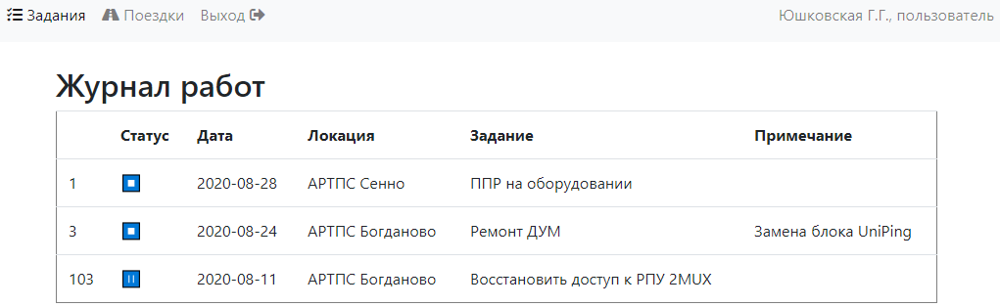 Задания Поездки Выход Юшковская Г.Г., пользователь
Журнал работ
Статус Дата Локация Задание Примечание
1 2020-08-28 АРТПС Сенно ППР на оборудовании
3 2020-08-24 АРТПС Богданово Ремонт ДУМ Замена блока UniPing
103 2020-08-11 АРТПС Богданово Восстановить доступ к РПУ 2MUX